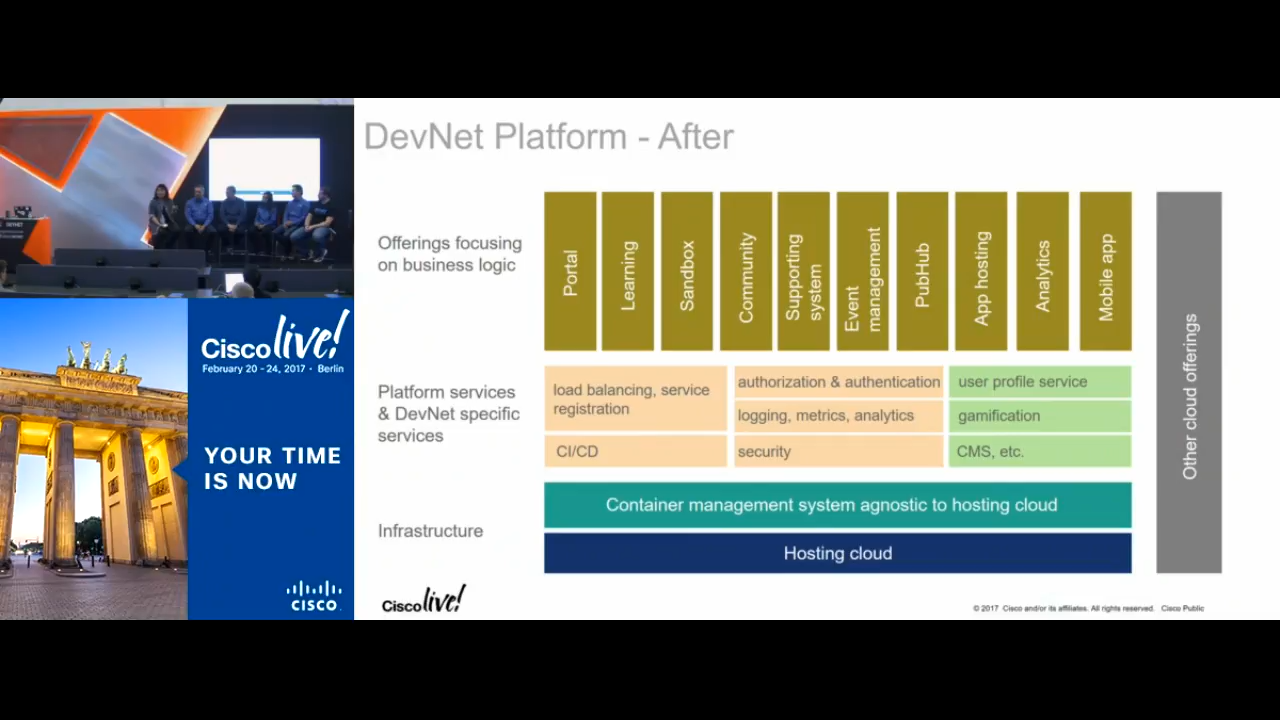 DevNet Platform - After
Offerings focusing
on business logic
Portal
Learning
Sandbox
Community
Supporting
system
Event
management
PubHub
App hosting
Analytics
Mobile app
Other cloud offerings
Platform services
& DevNet specific
services
load balancing, service
registration
CI/CD
authorization & authentication
logging, metrics, analytics
security
user profile service
gamification
CMS, etc.
Infrastructure
Container management system agnostic to hosting cloud
Hosting cloud
Cisco live!
© 2017 Cisco and/or its affiliates. All rights reserved. Cisco Public
Cisco live!
February 20 - 24, 2017 · Berlin
YOUR TIME
IS NOW
CISCO
DEVNET